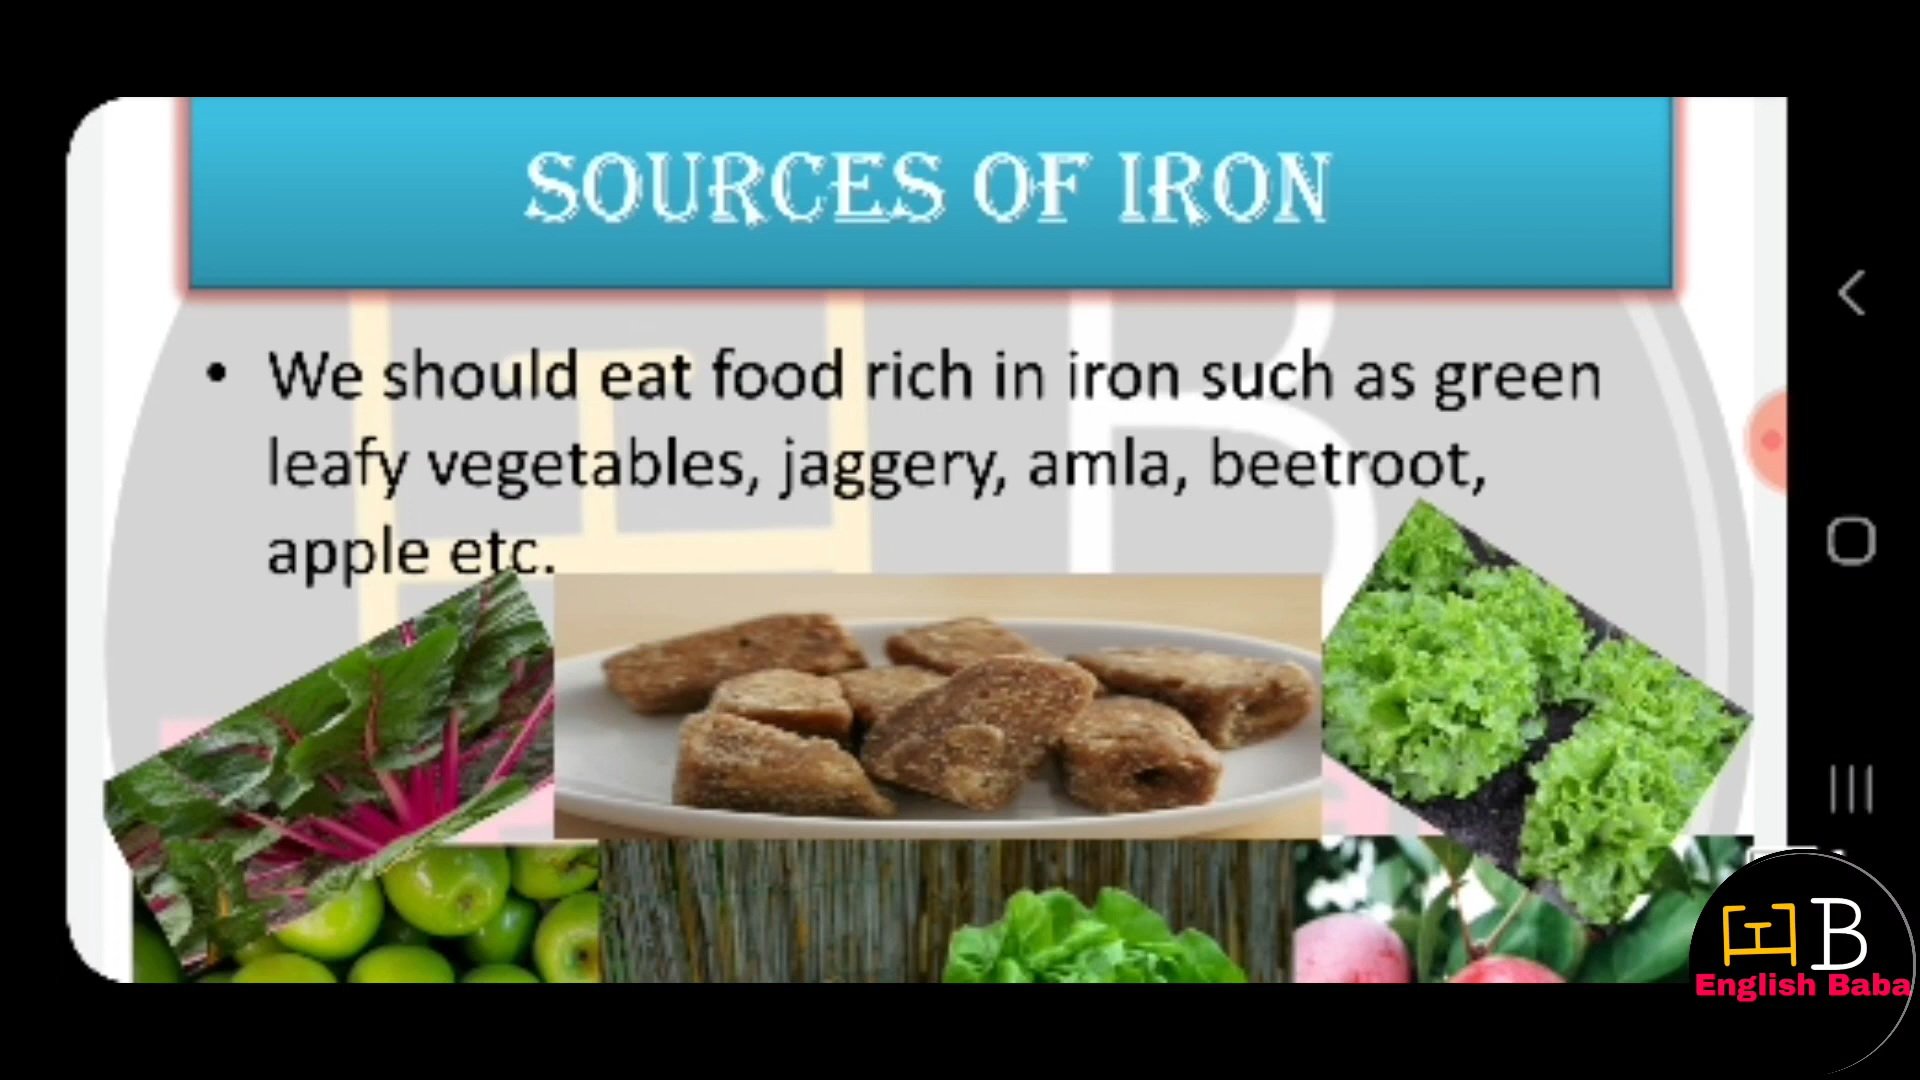 SOURCES OF IRON
• We should eat food rich in iron such as green
leafy vegetables, jaggery, amla, beetroot,
apple etc.
EB
English Baba